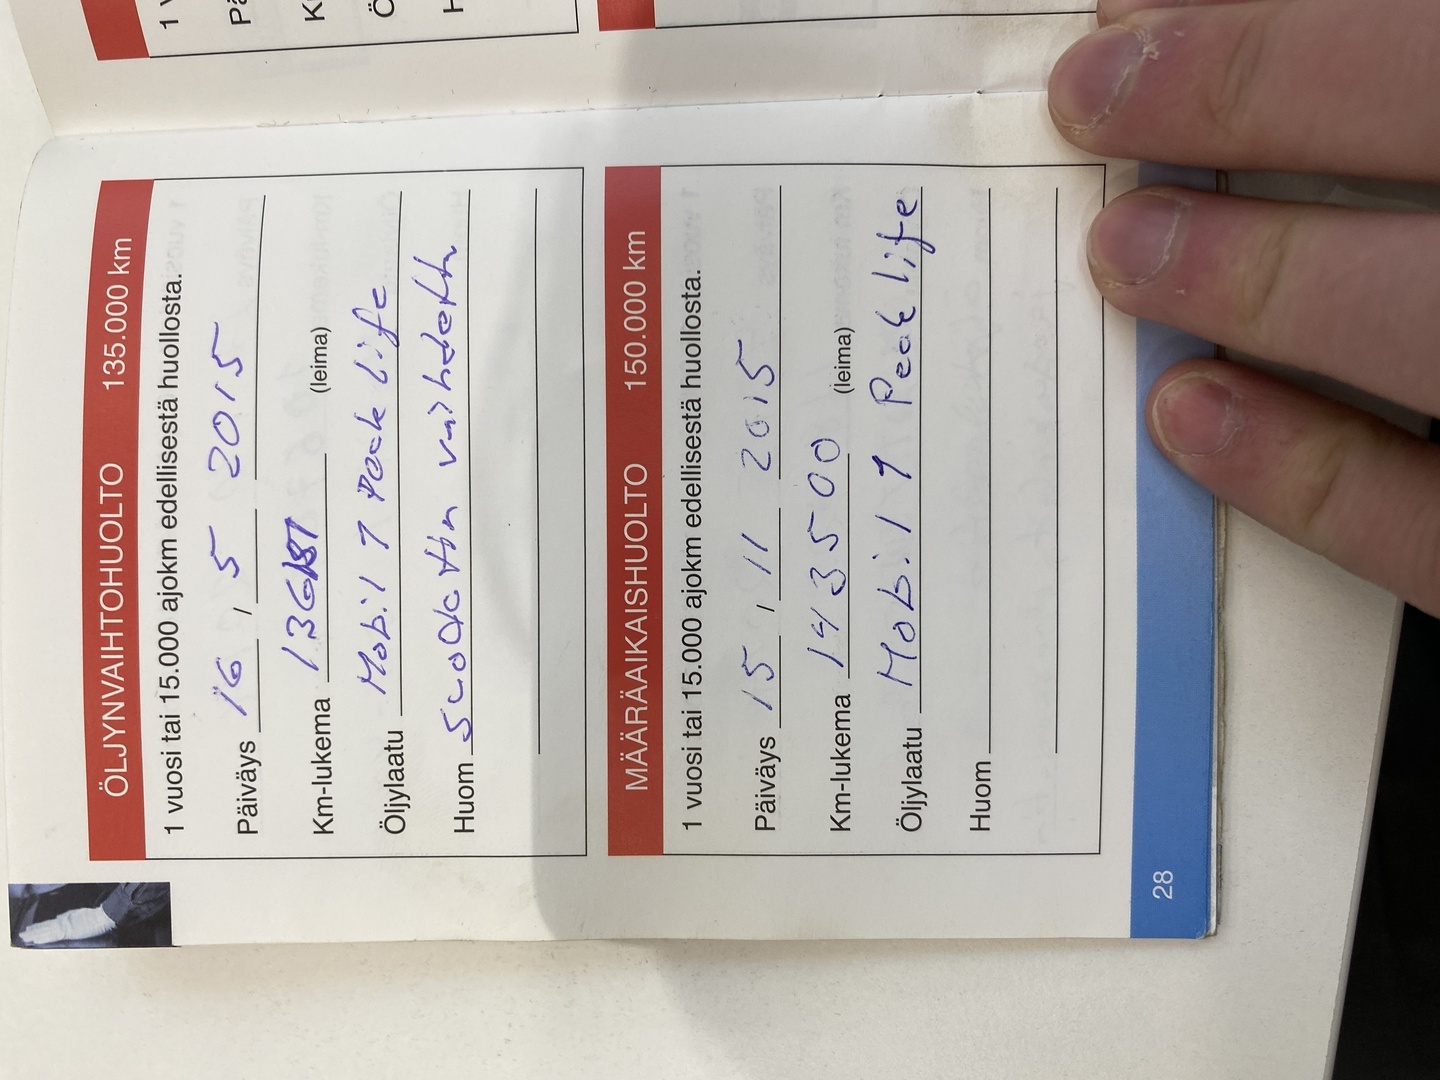 ÖLJYNVAIHTOHUOLTO 135.000 km
1 vuosi tai 15.000 ajokm edellisestä huollosta.
Päiväys 16 , 5 2015
Km-lukema (leima)
Öljylaatu Mobil 1 Peak Life
Huom vaihdettu
MÄÄRÄAIKAISHUOLTO 150.000 km
1 vuosi tai 15.000 ajokm edellisestä huollosta.
Päiväys 15 , 11 2015
Km-lukema 143500 (leima)
Öljylaatu Mobil 1 Peak life
Huom
28